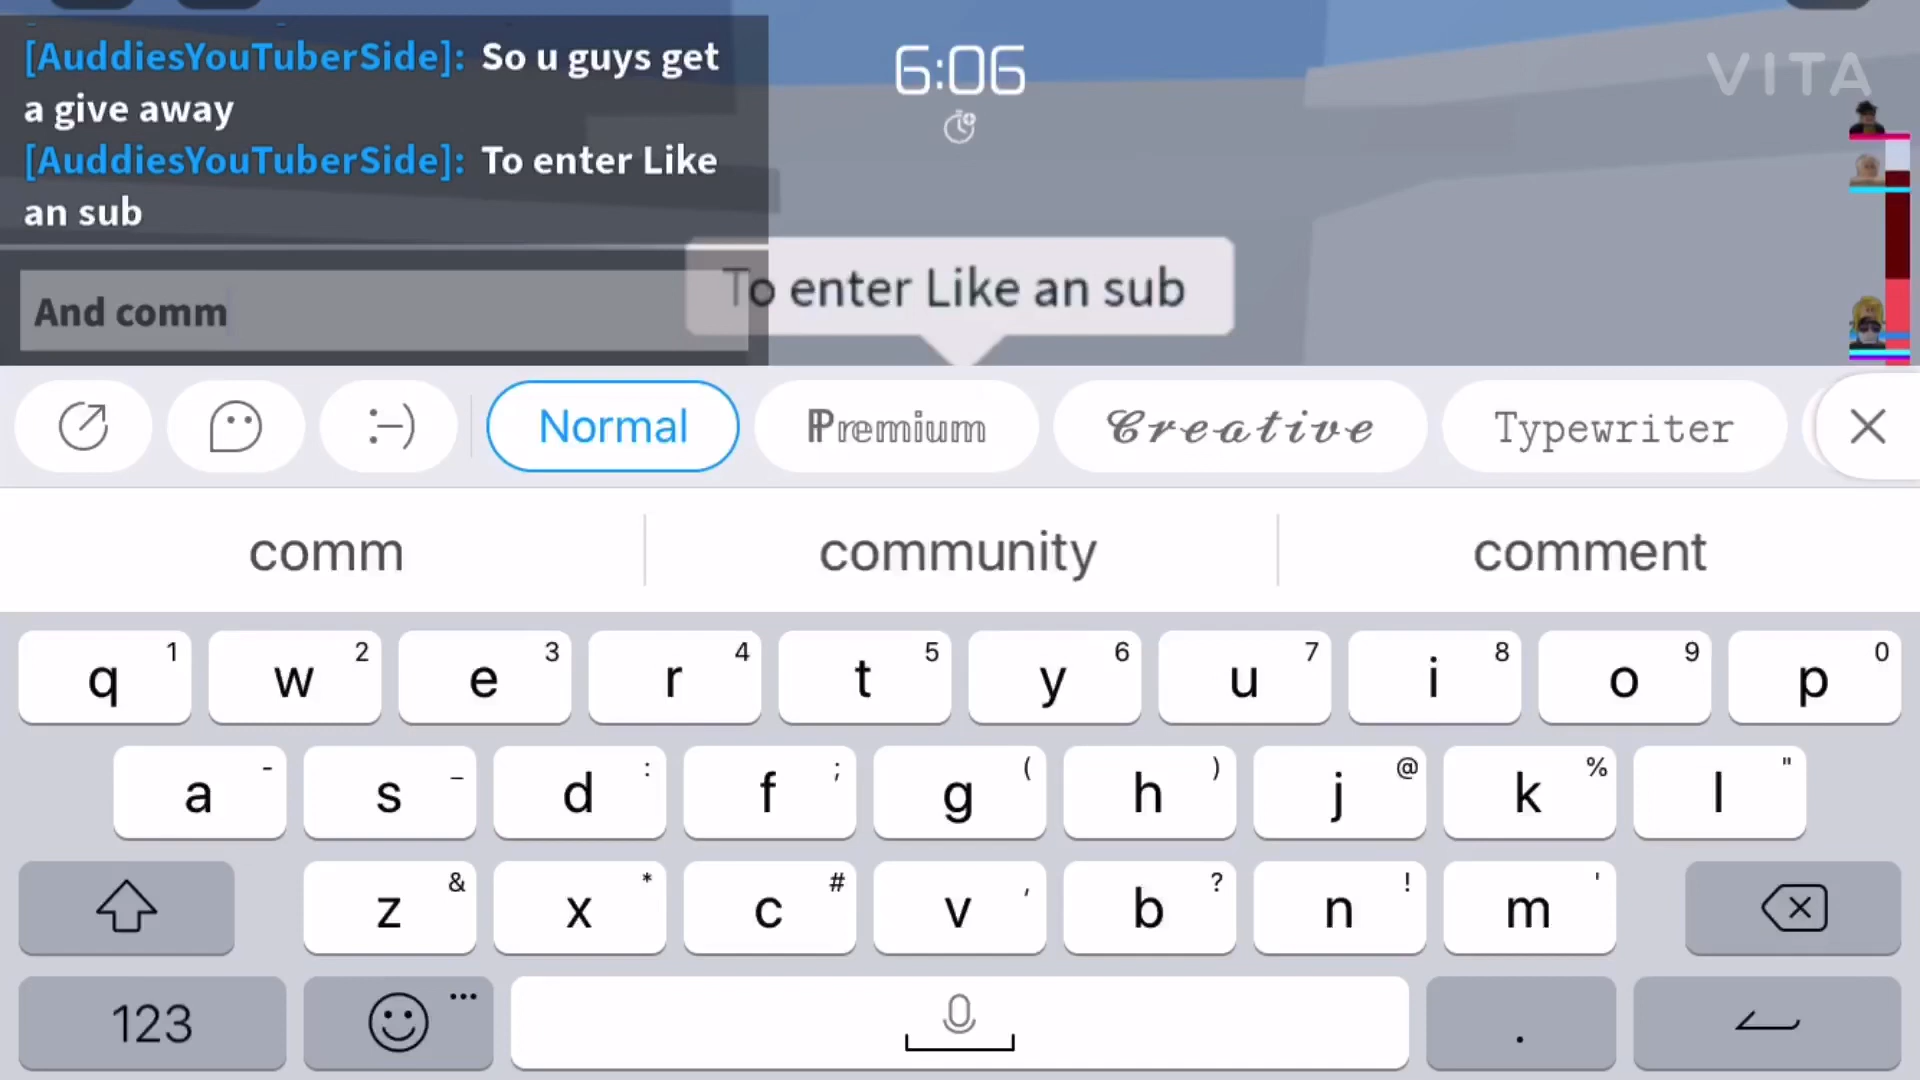 [AuddiesYouTuberSide]: So u guys get
a give away
[AuddiesYouTuberSide]: To enter Like
an sub
6:06
VITA
To enter Like an sub
And comm
:-) Normal Premium Creative Typewriter
comm community comment
q 1 w 2 e 3 r 4 t 5 y 6 u 7 i 8 o 9 p 0
a - s _ d : f ; g ( h ) j @ k % l "
z & x * c # v , b ? n ! m '
123 ... .